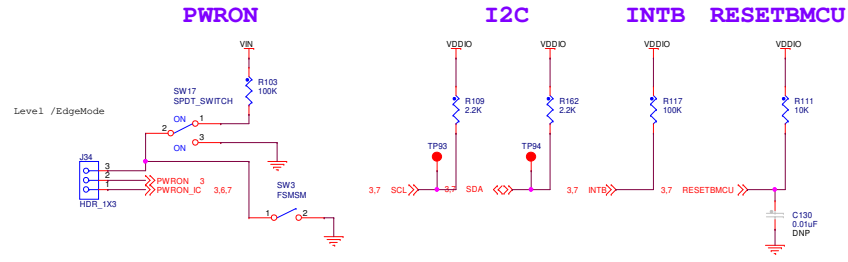 PWRON
I2C
INTB
RESETBMCU
VIN
VDDIO
VDDIO
VDDIO
VDDIO
R103
100K
SW17
SPDT_SWITCH
Level /EdgeMode
ON
1
2
3
ON
R109
2.2K
R162
2.2K
R117
100K
R111
10K
TP93
TP94
J34
3
2
1
HDR_1X3
PWRON 3
PWRON_IC 3,6,7
SW3
FSMSM
1
2
3,7 SCL
3,7 SDA
3,7 INTB
3,7 RESETBMCU
C130
0.01uF
DNP